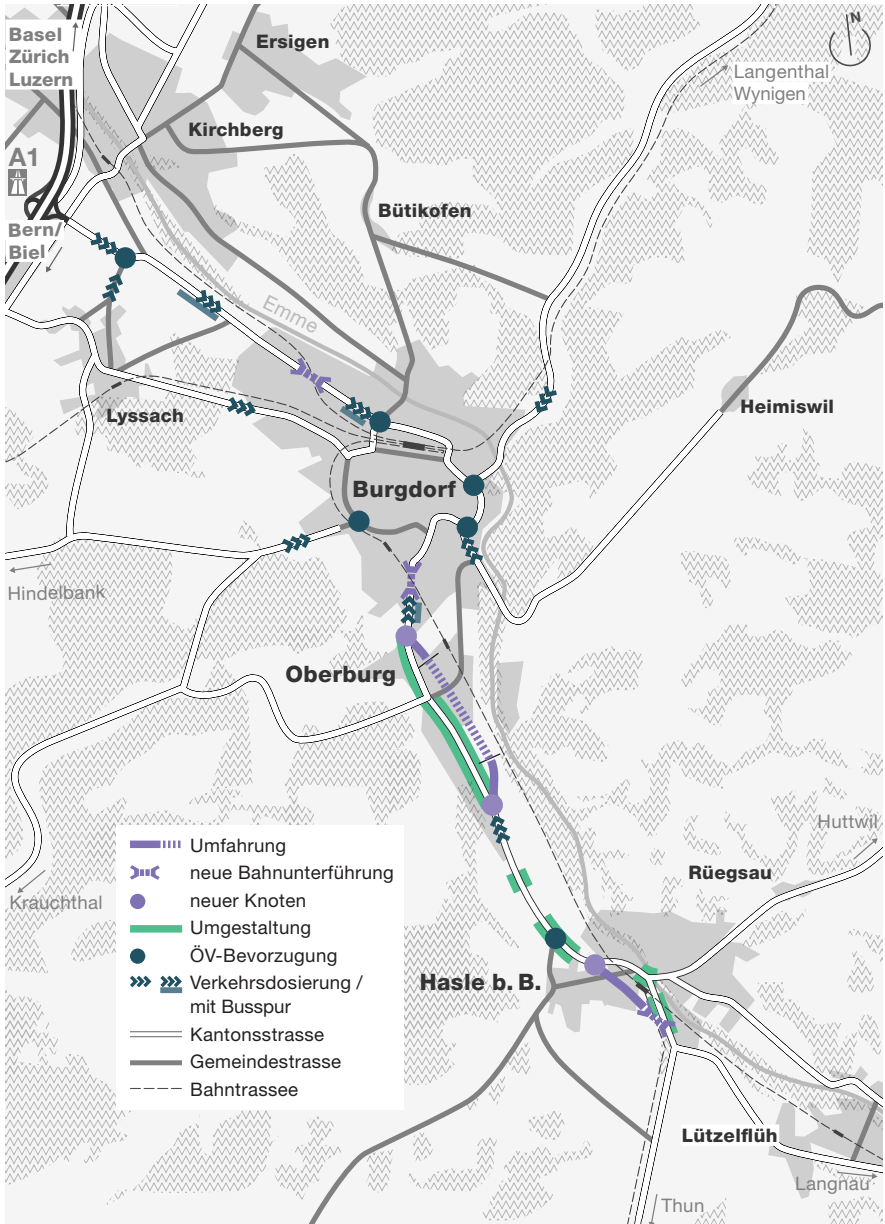 Basel
Zürich
Luzern
Ersigen
N
Langenthal
Wynigen
Kirchberg
A1
Bütikofen
Bern/
Biel
Emme
Lyssach
Heimiswil
Burgdorf
Hindelbank
Oberburg
Huttwil
Krauchthal
Rüegsau
Hasle b. B.
Umfahrung
neue Bahnunterführung
neuer Knoten
Umgestaltung
ÖV-Bevorzugung
Verkehrsdosierung /
mit Busspur
Kantonsstrasse
Gemeindestrasse
Bahntrassee
Lützelflüh
Langnau
Thun